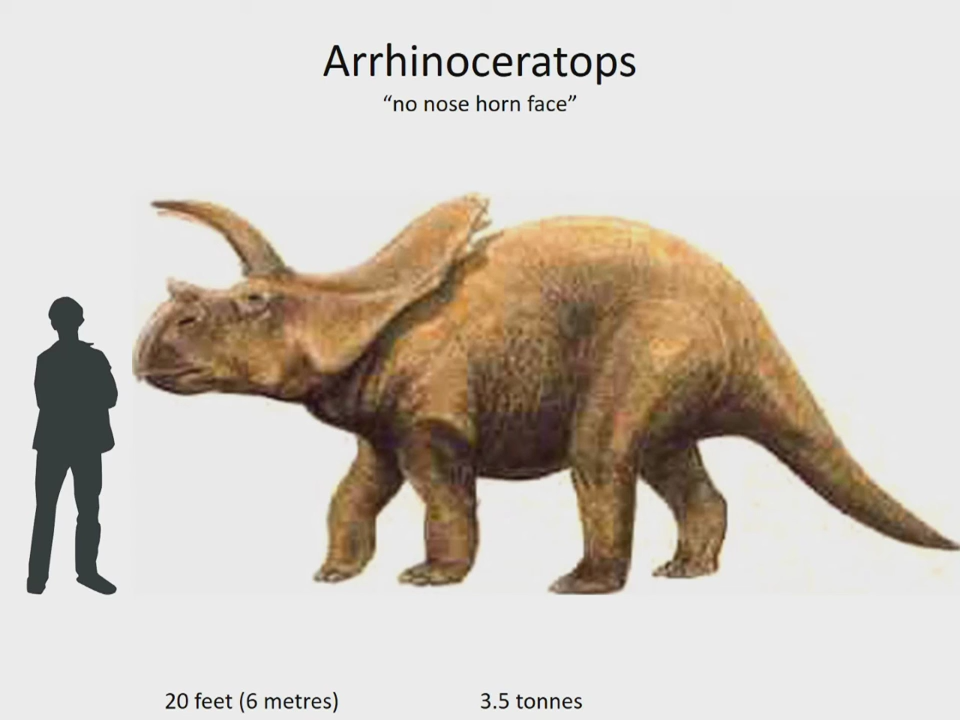 Arrhinoceratops
“no nose horn face”
20 feet (6 metres)
3.5 tonnes